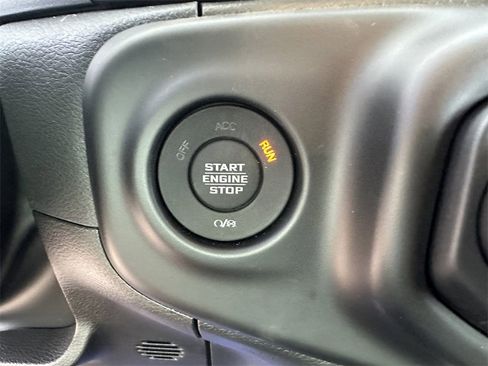 ACC
OFF
RUN
START
ENGINE
STOP